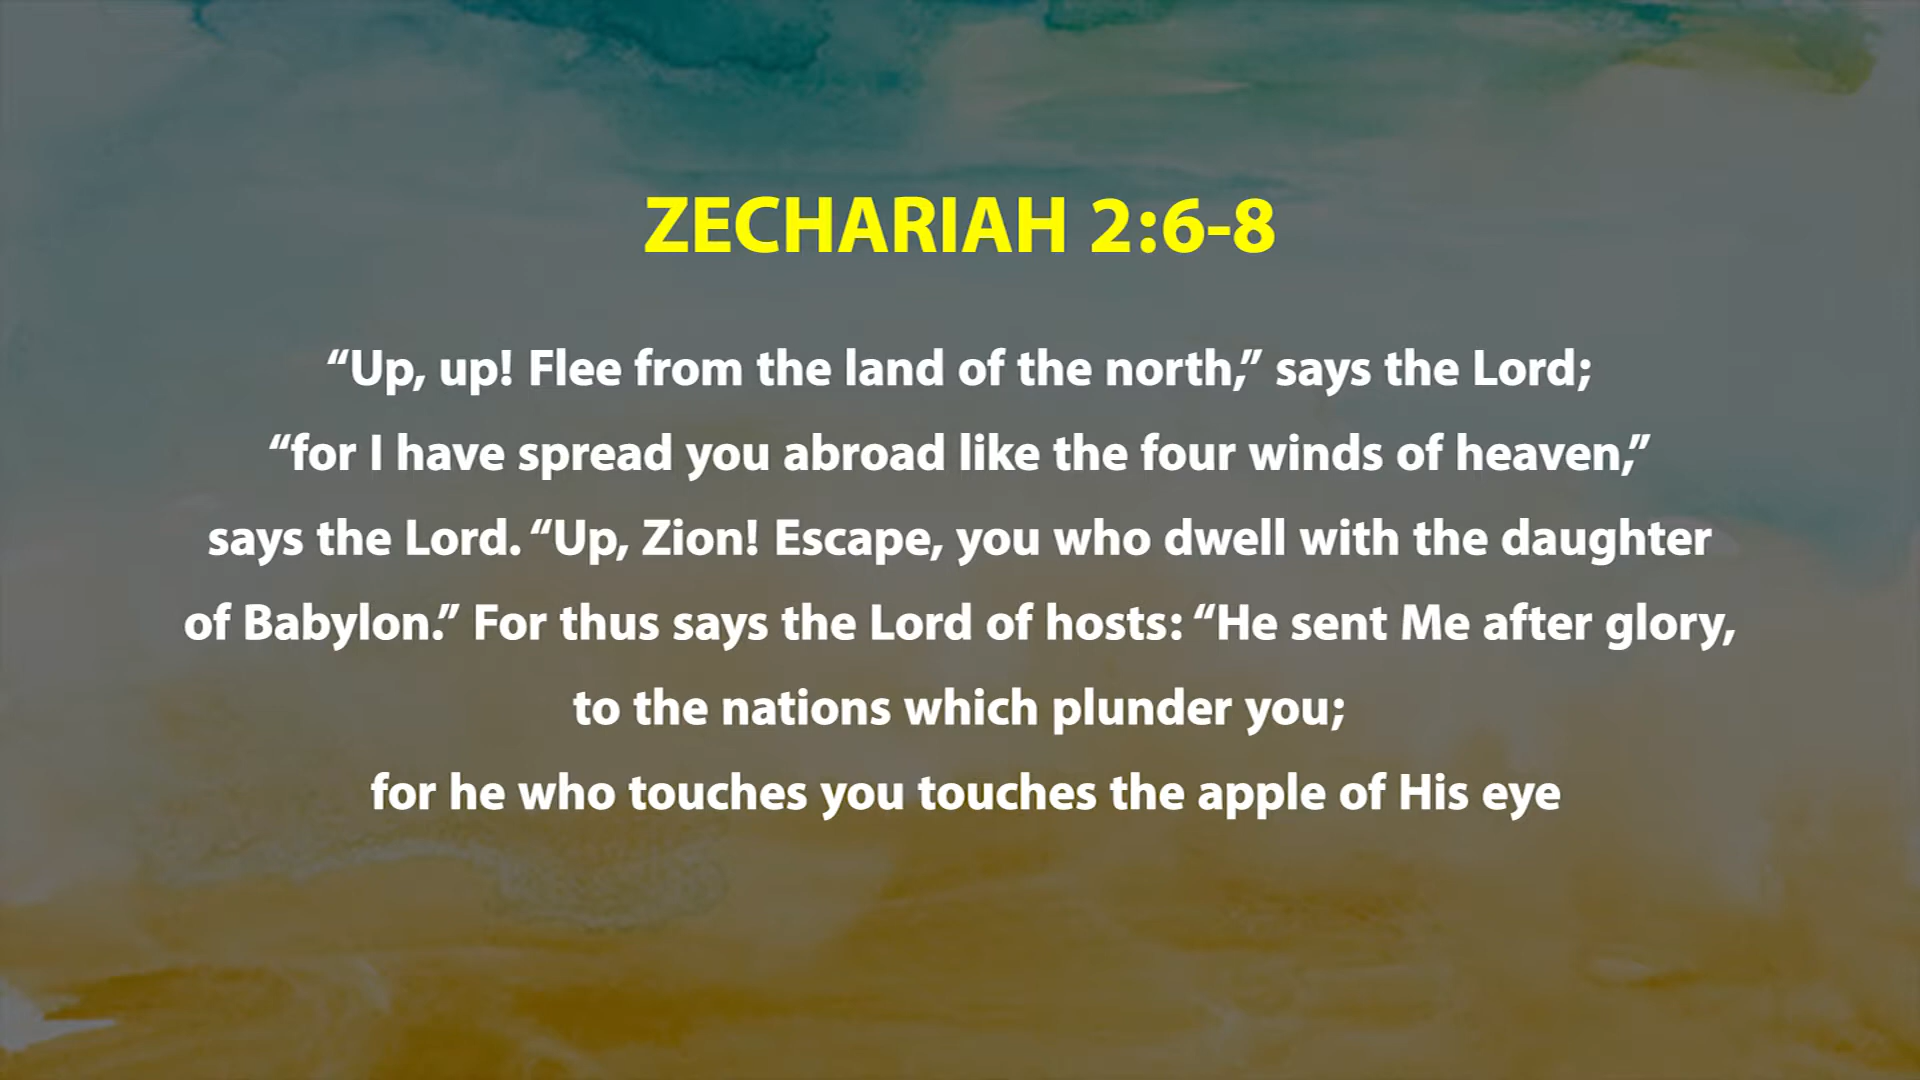 ZECHARIAH 2:6-8
“Up, up! Flee from the land of the north,” says the Lord;
“for I have spread you abroad like the four winds of heaven,”
says the Lord. “Up, Zion! Escape, you who dwell with the daughter
of Babylon.” For thus says the Lord of hosts: “He sent Me after glory,
to the nations which plunder you;
for he who touches you touches the apple of His eye